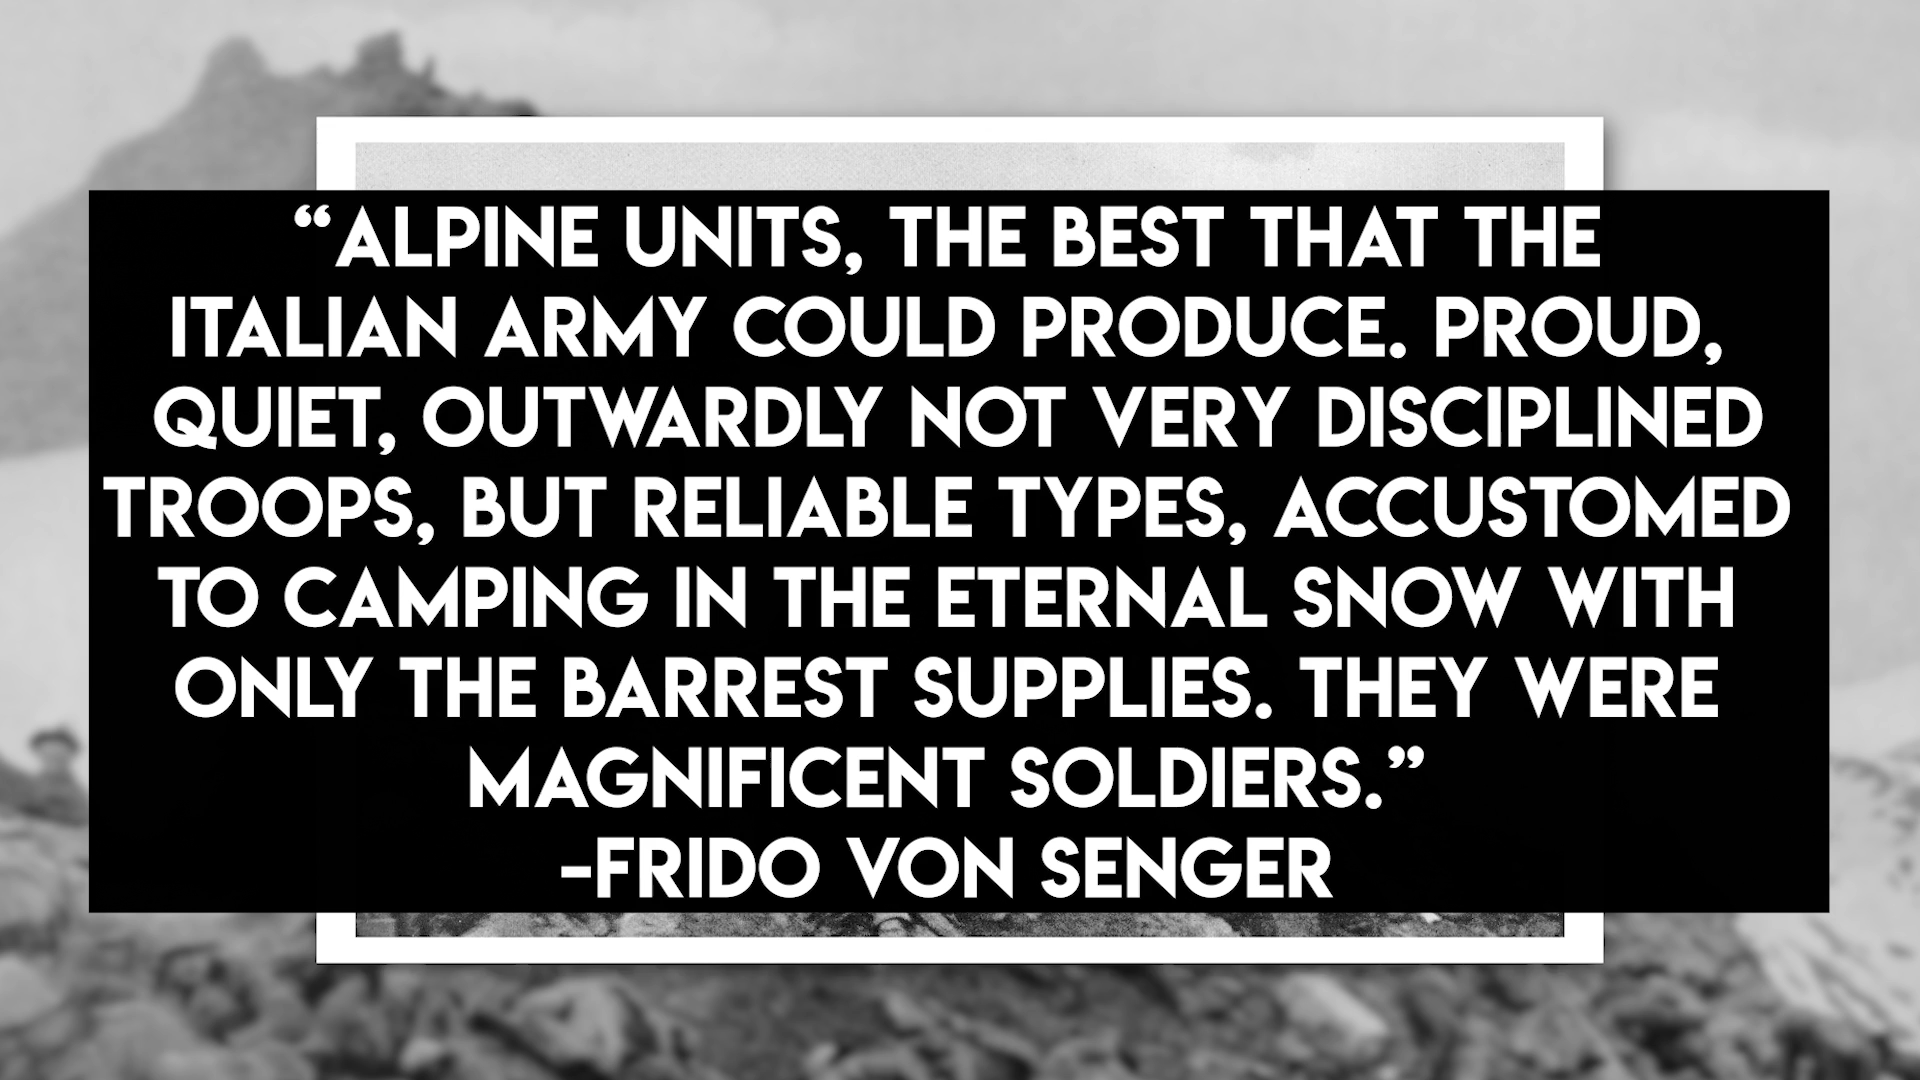 “ALPINE UNITS, THE BEST THAT THE
ITALIAN ARMY COULD PRODUCE. PROUD,
QUIET, OUTWARDLY NOT VERY DISCIPLINED
TROOPS, BUT RELIABLE TYPES, ACCUSTOMED
TO CAMPING IN THE ETERNAL SNOW WITH
ONLY THE BARREST SUPPLIES. THEY WERE
MAGNIFICENT SOLDIERS.”
-FRIDO VON SENGER